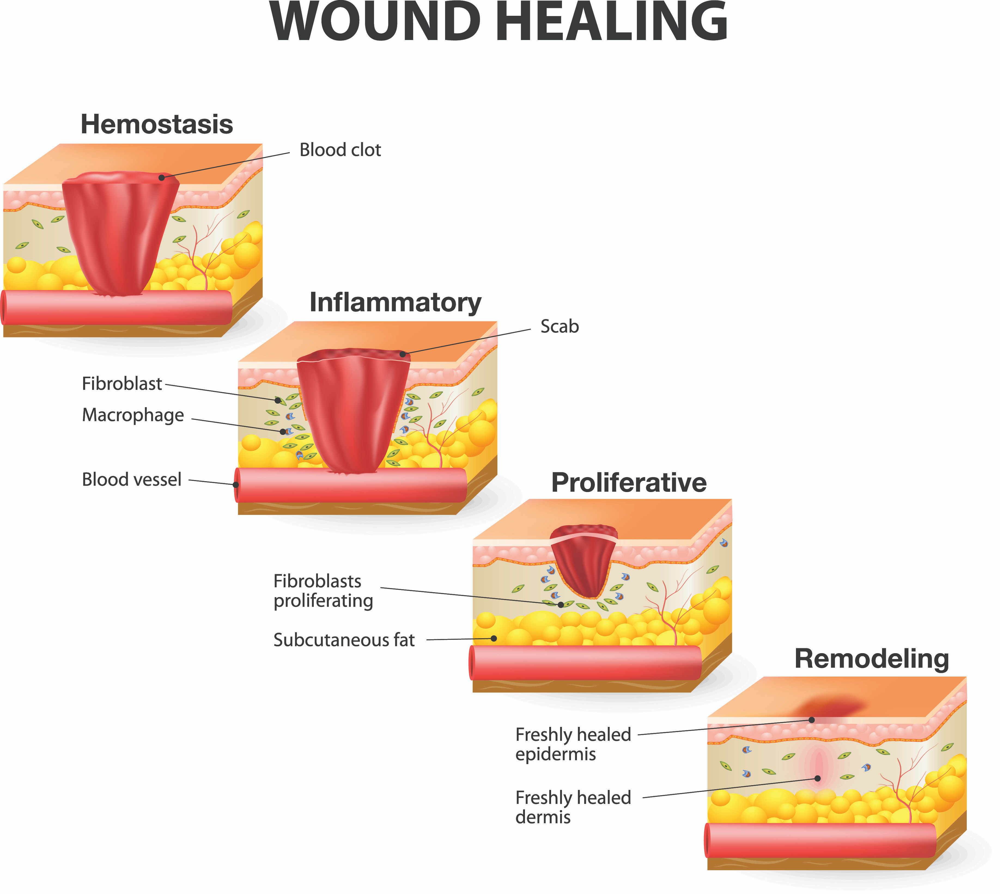 WOUND HEALING
Hemostasis
Blood clot
Inflammatory
Scab
Fibroblast
Macrophage
Blood vessel
Proliferative
Fibroblasts
proliferating
Subcutaneous fat
Remodeling
Freshly healed
epidermis
Freshly healed
dermis